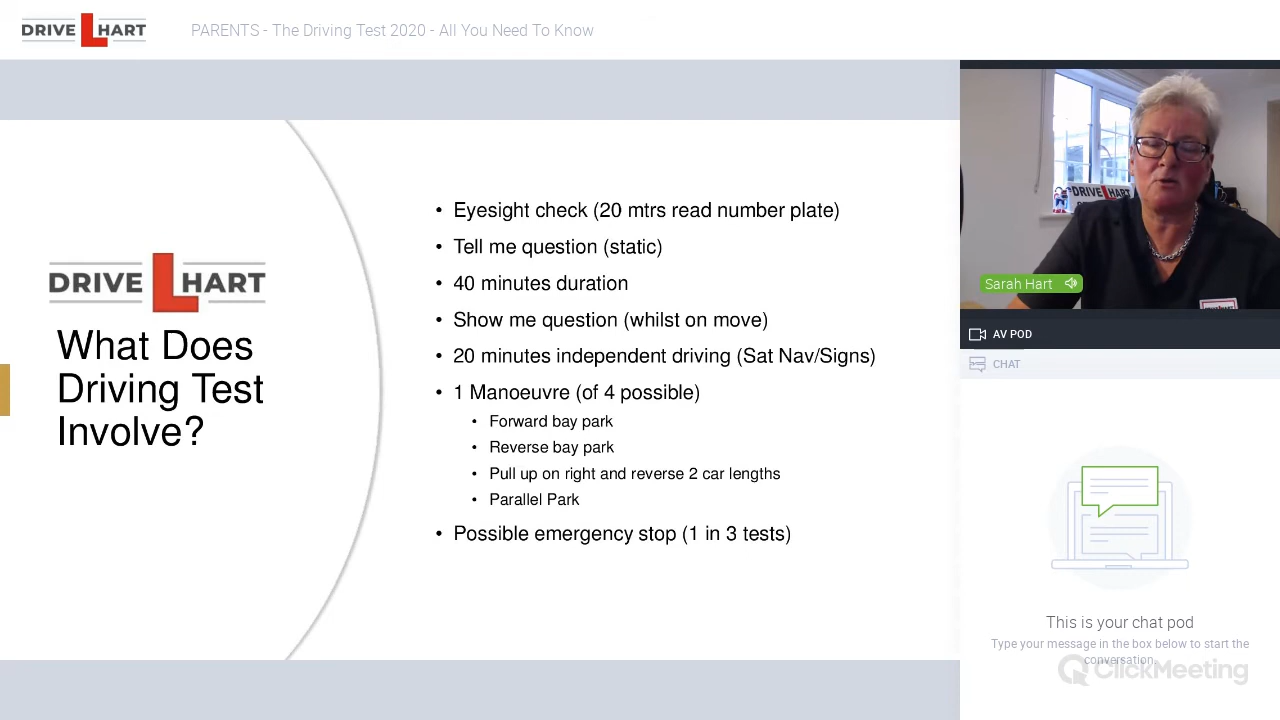 DRIVE L HART
PARENTS - The Driving Test 2020 - All You Need To Know
DRIVE L HART
What Does
Driving Test
Involve?
• Eyesight check (20 mtrs read number plate)
• Tell me question (static)
• 40 minutes duration
• Show me question (whilst on move)
• 20 minutes independent driving (Sat Nav/Signs)
• 1 Manoeuvre (of 4 possible)
• Forward bay park
• Reverse bay park
• Pull up on right and reverse 2 car lengths
• Parallel Park
• Possible emergency stop (1 in 3 tests)
DRIVE L HART
Sarah Hart
AV POD
CHAT
This is your chat pod
Type your message in the box below to start the
conversation.
ClickMeeting